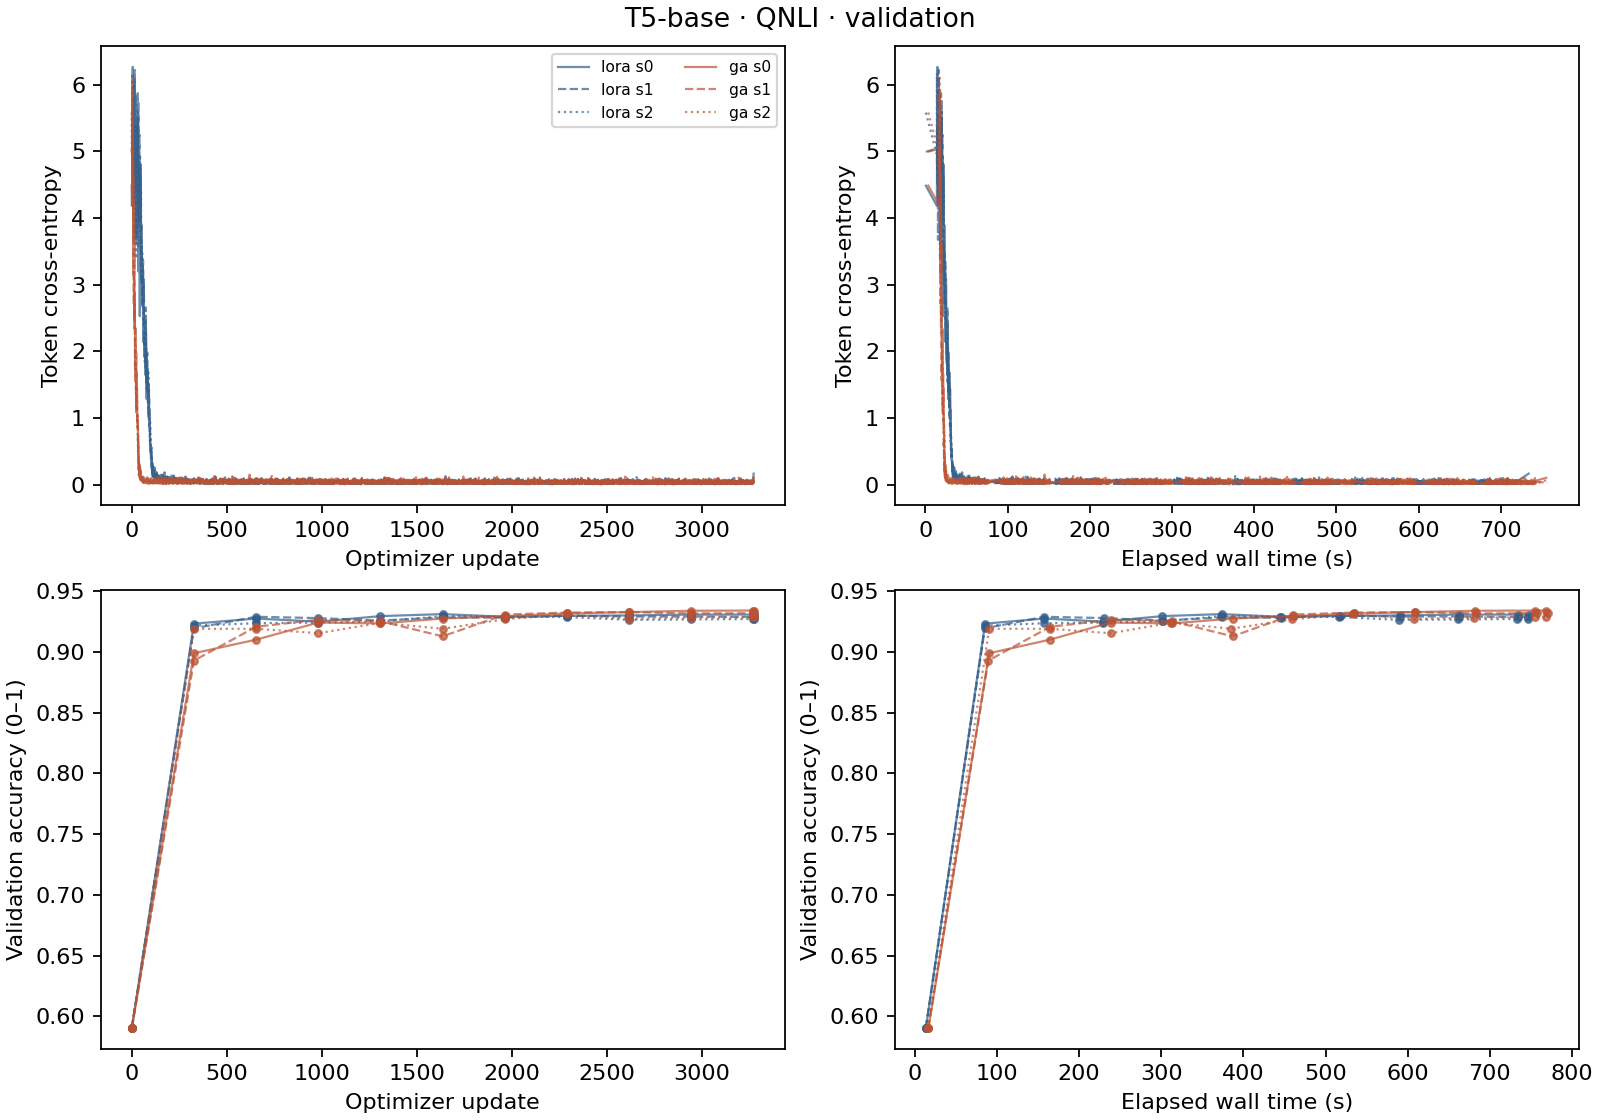 T5-base · QNLI · validation
Token cross-entropy
6
5
4
3
2
1
0
lora s0
lora s1
lora s2
ga s0
ga s1
ga s2
0 500 1000 1500 2000 2500 3000
Optimizer update
Token cross-entropy
6
5
4
3
2
1
0
0 100 200 300 400 500 600 700
Elapsed wall time (s)
Validation accuracy (0–1)
0.95
0.90
0.85
0.80
0.75
0.70
0.65
0.60
0 500 1000 1500 2000 2500 3000
Optimizer update
Validation accuracy (0–1)
0.95
0.90
0.85
0.80
0.75
0.70
0.65
0.60
0 100 200 300 400 500 600 700 800
Elapsed wall time (s)